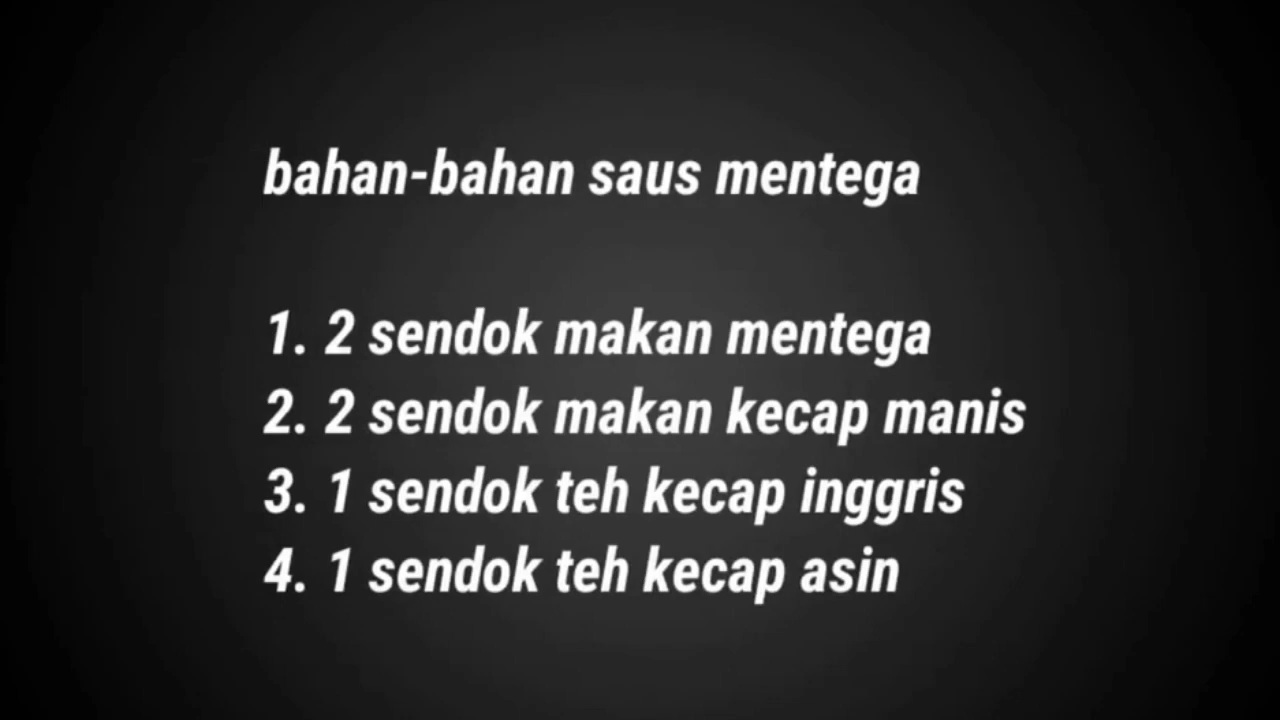 bahan-bahan saus mentega
1. 2 sendok makan mentega
2. 2 sendok makan kecap manis
3. 1 sendok teh kecap inggris
4. 1 sendok teh kecap asin